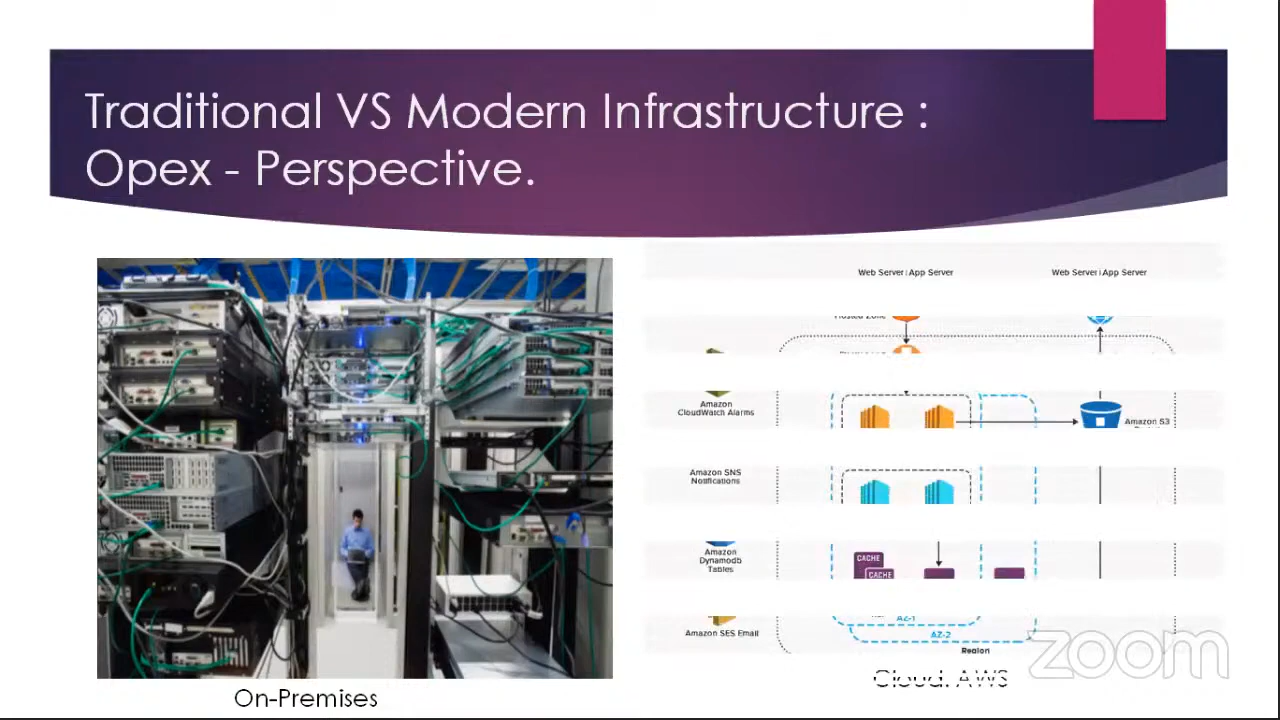 Traditional VS Modern Infrastructure :
Opex - Perspective.
Web Server App Server
Web Server App Server
Amazon
CloudWatch Alarms
Amazon S3
Amazon SNS
Notifications
CACHE
CACHE
Amazon
Dynamodb
Tables
AZ-1
AZ-2
Amazon SES Email
Region
zoom
Cloud: AWS
On-Premises